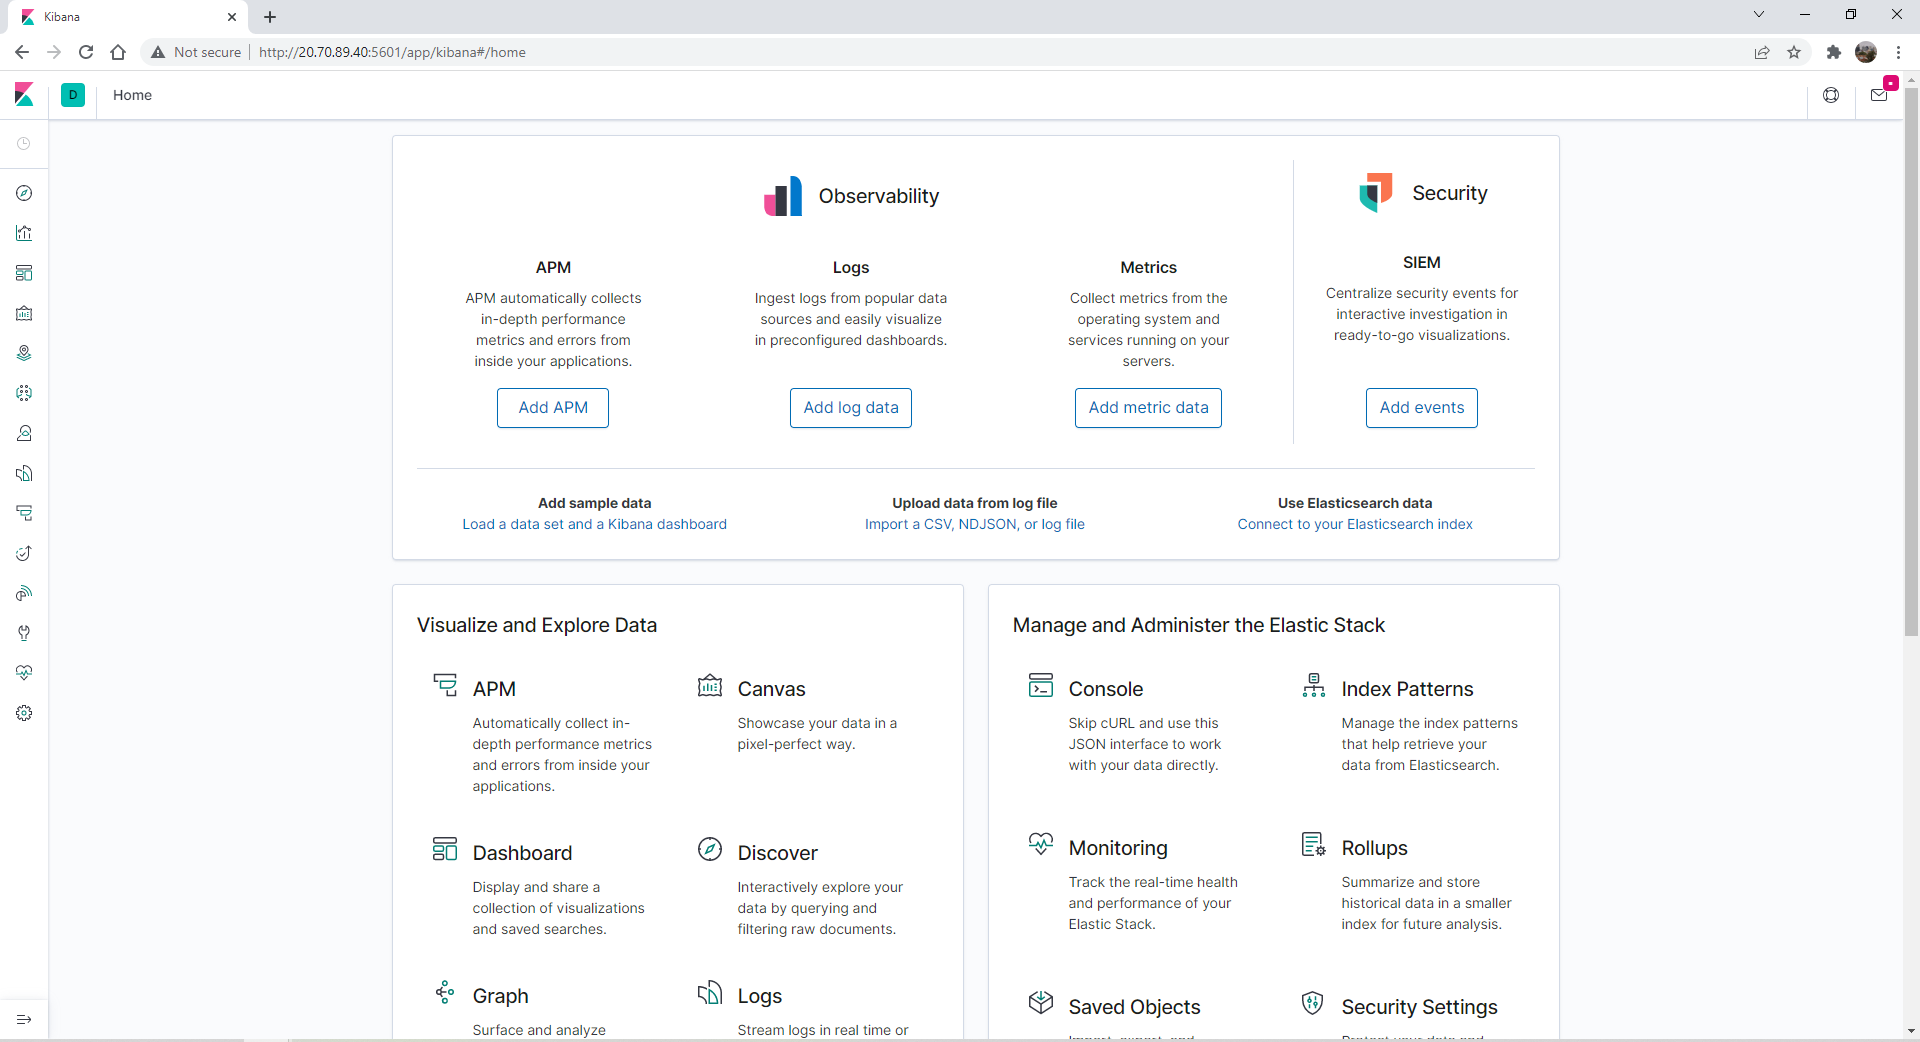 Kibana
Not secure
http://20.70.89.40:5601/app/kibana#/home
D
Home
Observability
Security
APM
APM automatically collects
in-depth performance
metrics and errors from
inside your applications.
Add APM
Logs
Ingest logs from popular data
sources and easily visualize
in preconfigured dashboards.
Add log data
Metrics
Collect metrics from the
operating system and
services running on your
servers.
Add metric data
SIEM
Centralize security events for
interactive investigation in
ready-to-go visualizations.
Add events
Add sample data
Load a data set and a Kibana dashboard
Upload data from log file
Import a CSV, NDJSON, or log file
Use Elasticsearch data
Connect to your Elasticsearch index
Visualize and Explore Data
APM
Automatically collect in-
depth performance metrics
and errors from inside your
applications.
Canvas
Showcase your data in a
pixel-perfect way.
Dashboard
Display and share a
collection of visualizations
and saved searches.
Discover
Interactively explore your
data by querying and
filtering raw documents.
Graph
Surface and analyze
Logs
Stream logs in real time or
Manage and Administer the Elastic Stack
Console
Skip cURL and use this
JSON interface to work
with your data directly.
Index Patterns
Manage the index patterns
that help retrieve your
data from Elasticsearch.
Monitoring
Track the real-time health
and performance of your
Elastic Stack.
Rollups
Summarize and store
historical data in a smaller
index for future analysis.
Saved Objects
Security Settings